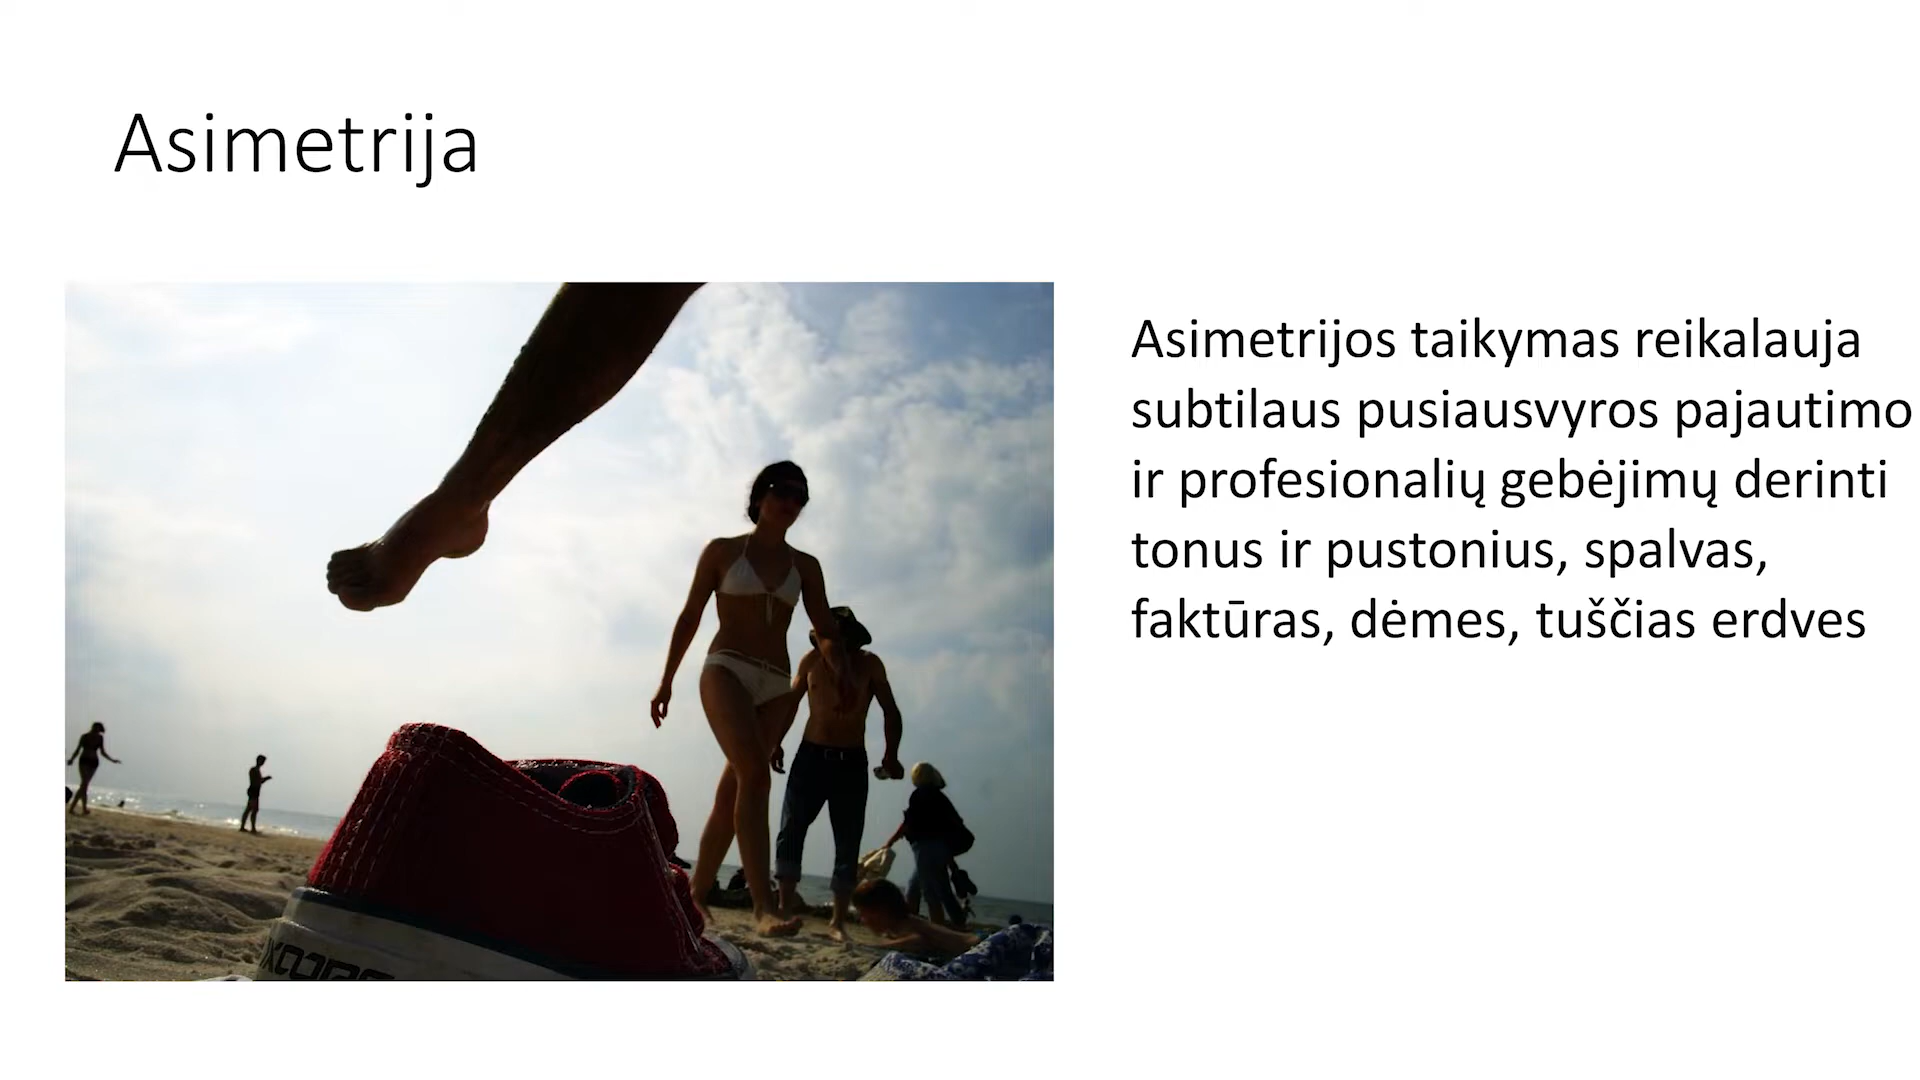 Asimetrija
Asimetrijos taikymas reikalauja
subtilaus pusiausvyros pajautimo
ir profesionalių gebėjimų derinti
tonus ir pustonius, spalvas,
faktūras, dėmes, tuščias erdves